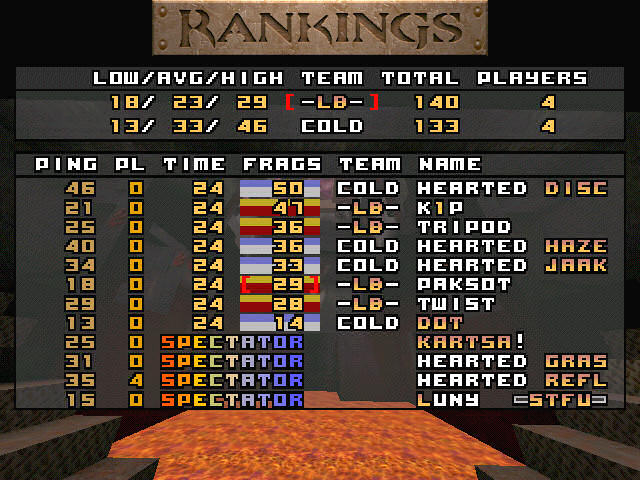 RANKINGS
LOW/AVG/HIGH TEAM TOTAL PLAYERS
18/ 23/ 29 [-LB-] 140 4
13/ 33/ 46 COLD 133 4
PING PL TIME FRAGS TEAM NAME
46 0 24 50 COLD HEARTED DISC
21 0 24 47 -LB- K1P
25 0 24 36 -LB- TRIPOD
40 0 24 36 COLD HEARTED HAZE
34 0 24 33 COLD HEARTED JAAK
18 0 24 [ 29 ] -LB- PAKSOT
29 0 24 28 -LB- TWIST
13 0 24 14 COLD DOT
25 0 SPECTATOR KARTSA!
31 0 SPECTATOR HEARTED GRAS
35 4 SPECTATOR HEARTED REFL
15 0 SPECTATOR LUNY =STFU=